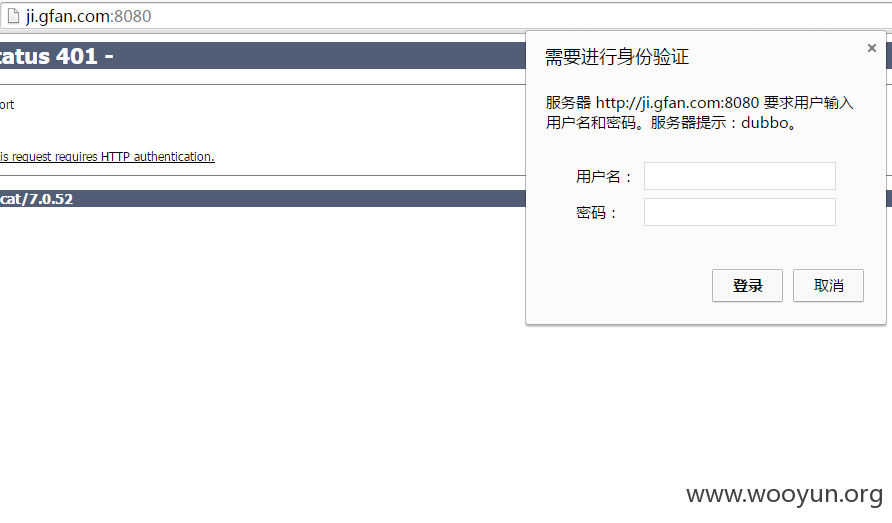 ji.gfan.com:8080
tatus 401 -
ort
is request requires HTTP authentication.
cat/7.0.52
需要进行身份验证
×
服务器 http://ji.gfan.com:8080 要求用户输入
用户名和密码。服务器提示：dubbo。
用户名：
密码：
登录
取消
www.wooyun.org